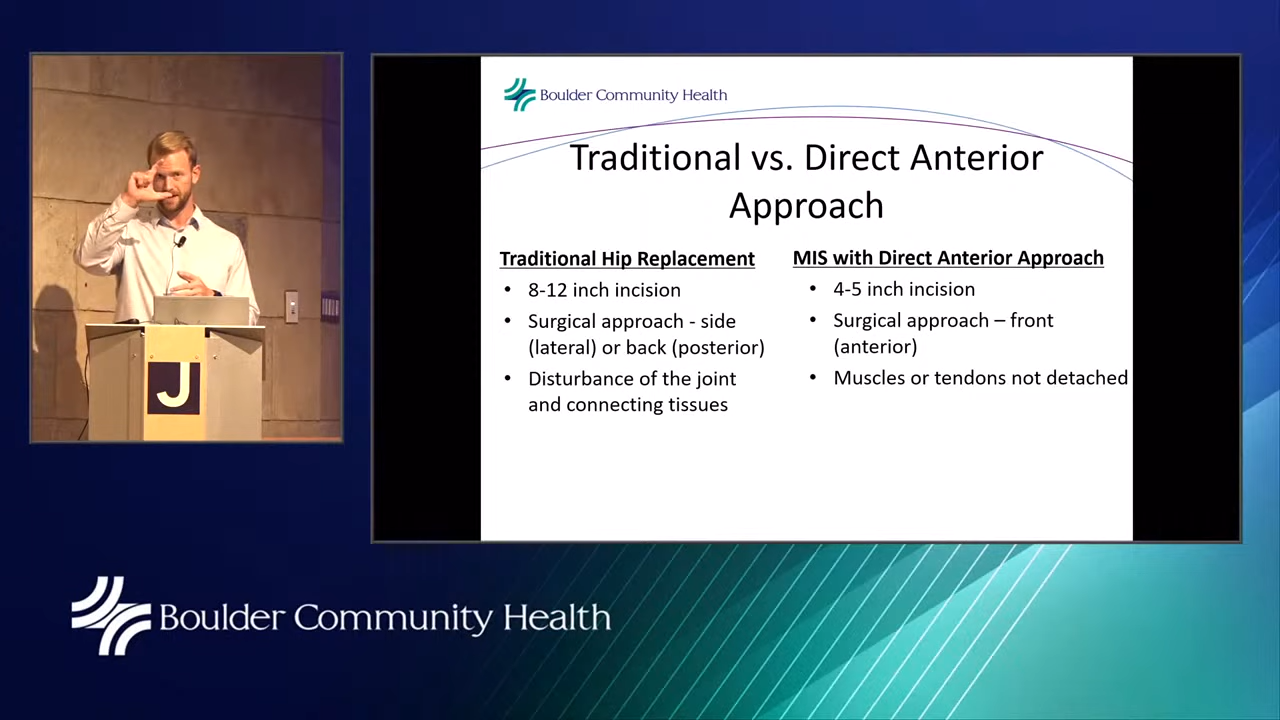 Boulder Community Health
Traditional vs. Direct Anterior
Approach
Traditional Hip Replacement
• 8-12 inch incision
• Surgical approach - side
(lateral) or back (posterior)
• Disturbance of the joint
and connecting tissues
MIS with Direct Anterior Approach
• 4-5 inch incision
• Surgical approach – front
(anterior)
• Muscles or tendons not detached
J
Boulder Community Health